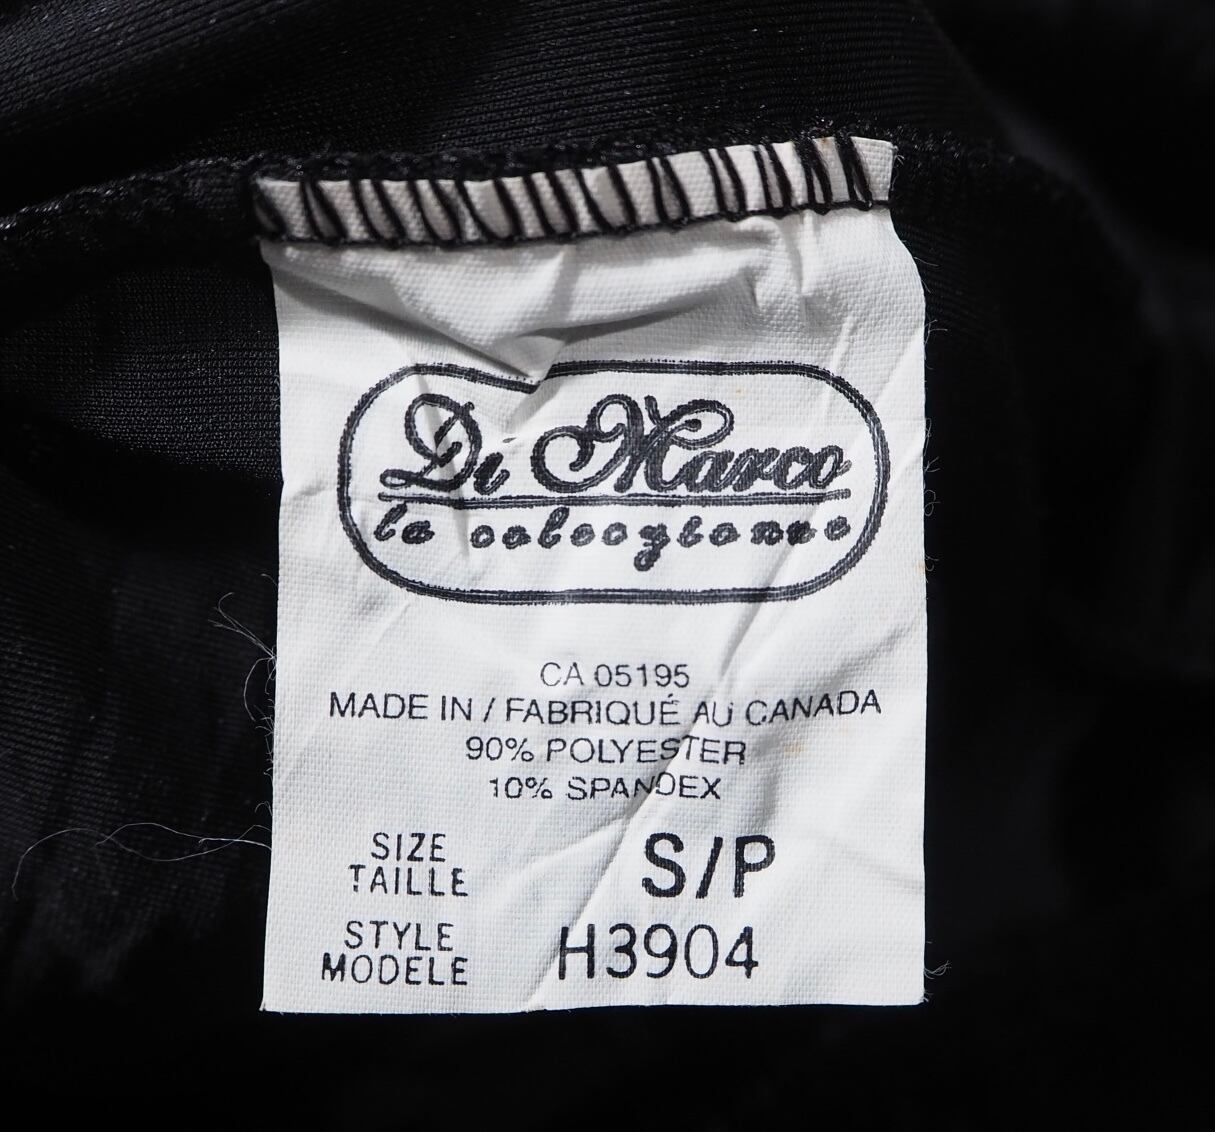 Di Marco
la colezione
CA 05195
MADE IN / FABRIQUÉ AU CANADA
90% POLYESTER
10% SPANDEX
SIZE
TAILLE
S/P
STYLE
MODELE
H3904